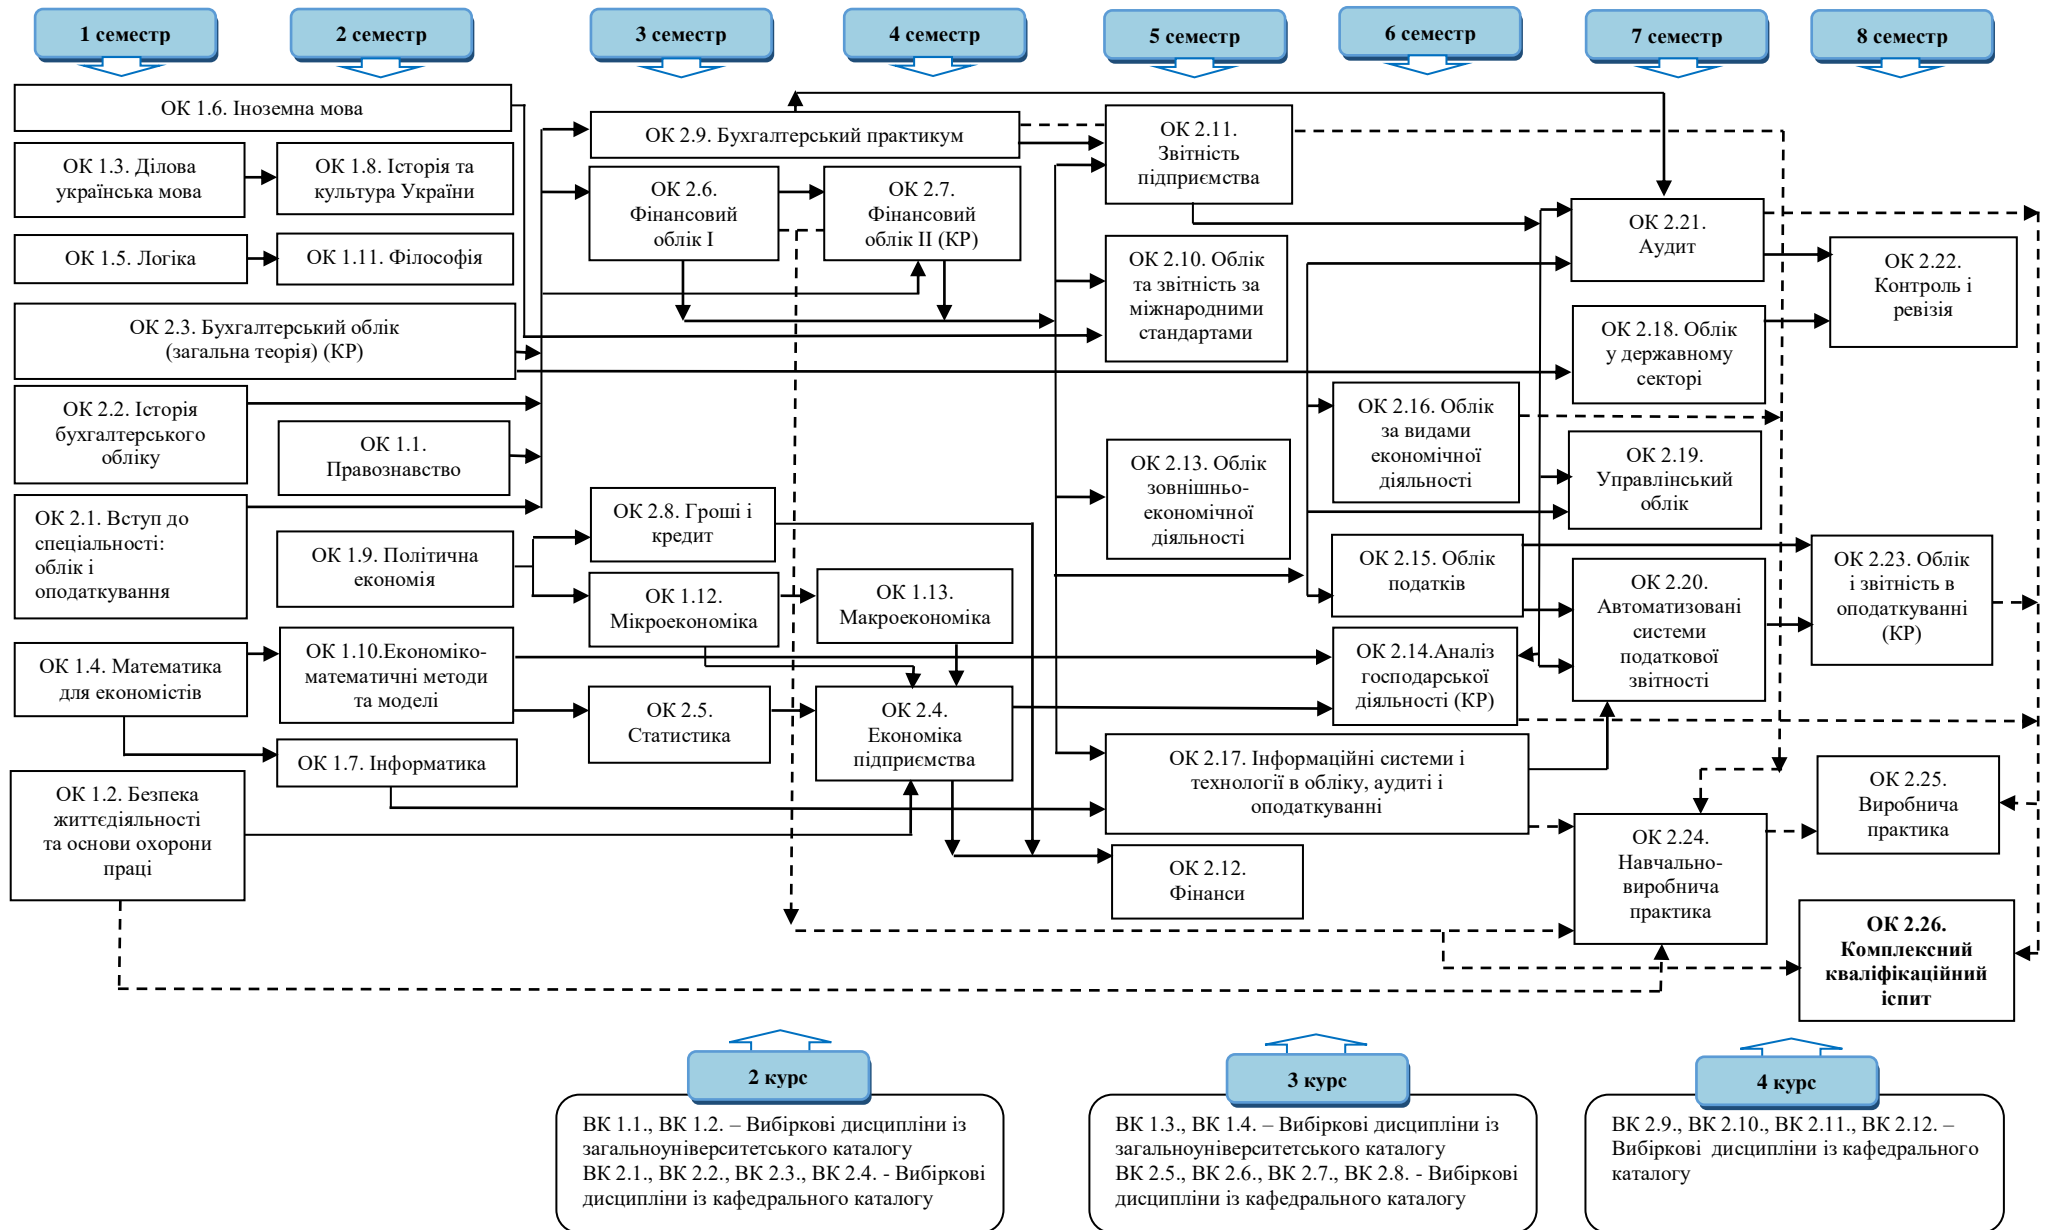 1 семестр
2 семестр
3 семестр
4 семестр
5 семестр
6 семестр
7 семестр
8 семестр
ОК 1.6. Іноземна мова
ОК 1.3. Ділова
українська мова
ОК 1.8. Історія та
культура України
ОК 1.5. Логіка
ОК 1.11. Філософія
ОК 2.3. Бухгалтерський облік
(загальна теорія) (КР)
ОК 2.2. Історія
бухгалтерського
обліку
ОК 1.1.
Правознавство
ОК 2.1. Вступ до
спеціальності:
облік і
оподаткування
ОК 1.9. Політична
економія
ОК 1.4. Математика
для економістів
ОК 1.10.Економіко-
математичні методи
та моделі
ОК 1.7. Інформатика
ОК 1.2. Безпека
життєдіяльності
та основи охорони
праці
ОК 2.9. Бухгалтерський практикум
ОК 2.6.
Фінансовий
облік І
ОК 2.7.
Фінансовий
облік ІІ (КР)
ОК 2.8. Гроші і
кредит
ОК 1.12.
Мікроекономіка
ОК 1.13.
Макроекономіка
ОК 2.5.
Статистика
ОК 2.4.
Економіка
підприємства
ОК 2.11.
Звітність
підприємства
ОК 2.10. Облік
та звітність за
міжнародними
стандартами
ОК 2.13. Облік
зовнішньо-
економічної
діяльності
ОК 2.16. Облік
за видами
економічної
діяльності
ОК 2.15. Облік
податків
ОК 2.14.Аналіз
господарської
діяльності (КР)
ОК 2.17. Інформаційні системи і
технології в обліку, аудиті і
оподаткуванні
ОК 2.12.
Фінанси
ОК 2.21.
Аудит
ОК 2.18. Облік
у державному
секторі
ОК 2.19.
Управлінський
облік
ОК 2.20.
Автоматизовані
системи
податкової
звітності
ОК 2.24.
Навчально-
виробнича
практика
ОК 2.22.
Контроль і
ревізія
ОК 2.23. Облік
і звітність в
оподаткуванні
(КР)
ОК 2.25.
Виробнича
практика
ОК 2.26.
Комплексний
кваліфікаційний
іспит
2 курс
ВК 1.1., ВК 1.2. – Вибіркові дисципліни із
загальноуніверситетського каталогу
ВК 2.1., ВК 2.2., ВК 2.3., ВК 2.4. - Вибіркові
дисципліни із кафедрального каталогу
3 курс
ВК 1.3., ВК 1.4. – Вибіркові дисципліни із
загальноуніверситетського каталогу
ВК 2.5., ВК 2.6., ВК 2.7., ВК 2.8. - Вибіркові
дисципліни із кафедрального каталогу
4 курс
ВК 2.9., ВК 2.10., ВК 2.11., ВК 2.12. –
Вибіркові дисципліни із кафедрального
каталогу